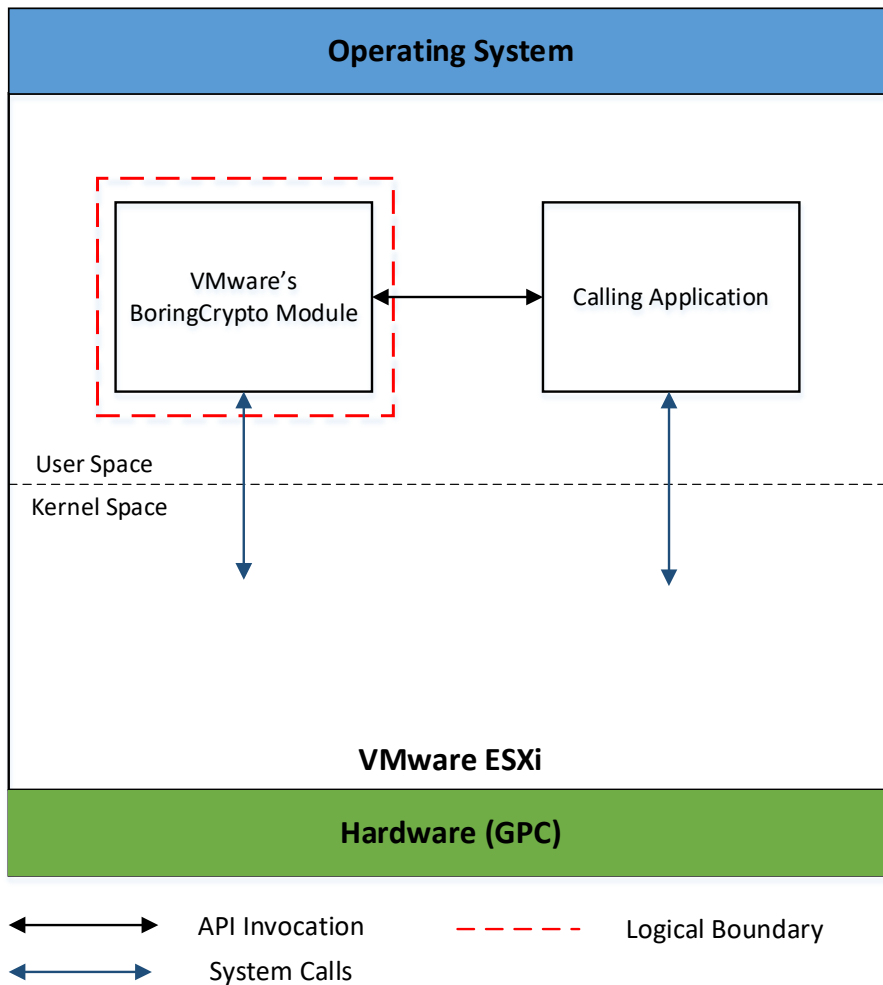 Operating System
VMware's
BoringCrypto Module
Calling Application
User Space
Kernel Space
VMware ESXi
Hardware (GPC)
API Invocation
Logical Boundary
System Calls